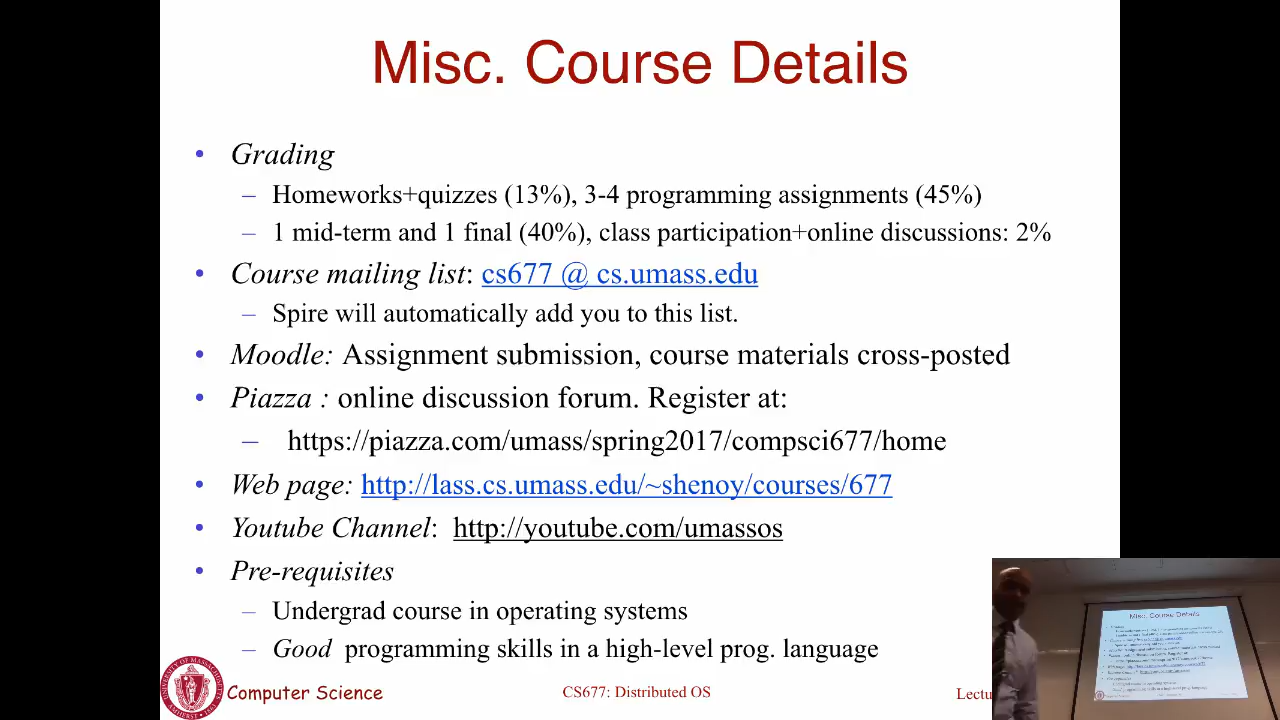 Misc. Course Details
• Grading
– Homeworks+quizzes (13%), 3-4 programming assignments (45%)
– 1 mid-term and 1 final (40%), class participation+online discussions: 2%
• Course mailing list: cs677 @ cs.umass.edu
– Spire will automatically add you to this list.
• Moodle: Assignment submission, course materials cross-posted
• Piazza : online discussion forum. Register at:
– https://piazza.com/umass/spring2017/compsci677/home
• Web page: http://lass.cs.umass.edu/~shenoy/courses/677
• Youtube Channel: http://youtube.com/umassos
• Pre-requisites
– Undergrad course in operating systems
– Good programming skills in a high-level prog. language
Computer Science
CS677: Distributed OS
Lectu
Misc. Course Details